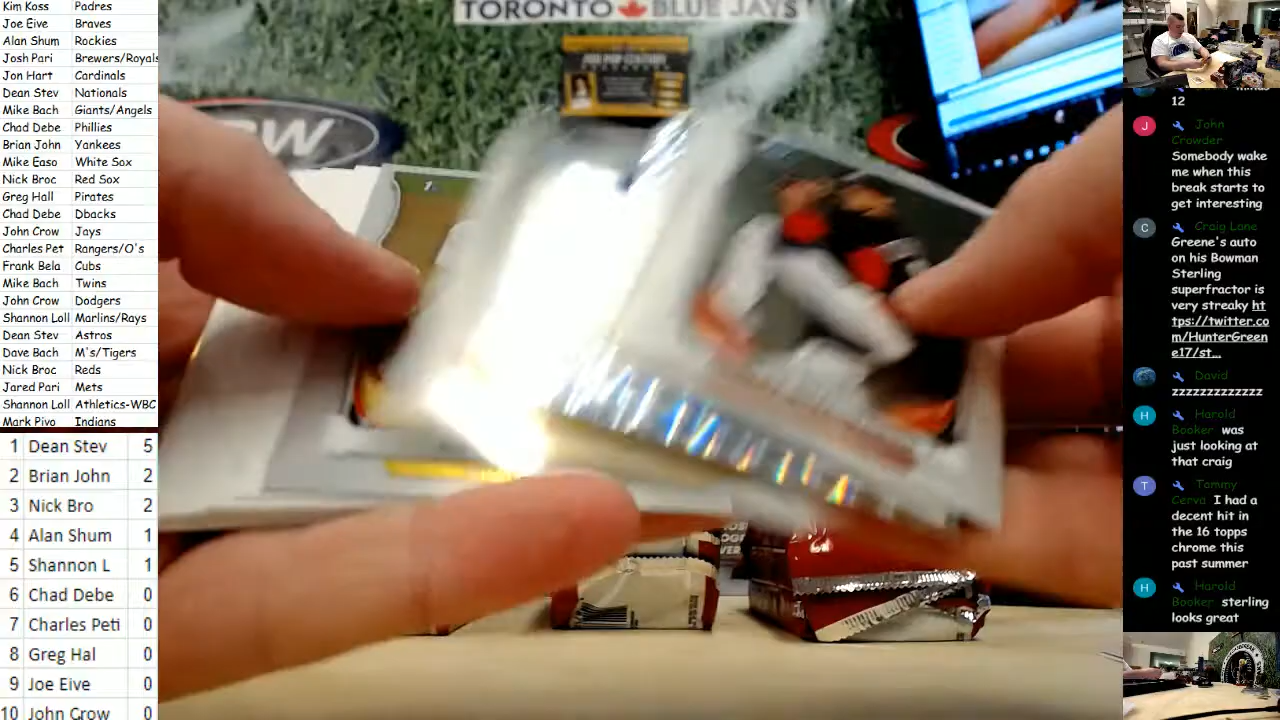 Kim Koss Padres
Joe Eive Braves
Alan Shum Rockies
Josh Pari Brewers/Royals
Jon Hart Cardinals
Dean Stev Nationals
Mike Bach Giants/Angels
Chad Debe Phillies
Brian John Yankees
Mike Easo White Sox
Nick Broc Red Sox
Greg Hall Pirates
Chad Debe Dbacks
John Crow Jays
Charles Pet Rangers/O's
Frank Bela Cubs
Mike Bach Twins
John Crow Dodgers
Shannon Loll Marlins/Rays
Dean Stev Astros
Dave Bach M's/Tigers
Nick Broc Reds
Jared Pari Mets
Shannon Loll Athletics-WBC
Mark Pivo Indians
1 Dean Stev 5
2 Brian John 2
3 Nick Bro 2
4 Alan Shum 1
5 Shannon L 1
6 Chad Debe 0
7 Charles Peti 0
8 Greg Hal 0
9 Joe Eive 0
10 John Crow 0
TORONTO BLUE JAYS
12
J John
Crowder
Somebody wake
me when this
break starts to
get interesting
C Craig Lane
Greene's auto
on his Bowman
Sterling
superfractor is
very streaky ht
tps://twitter.co
m/HunterGreen
e17/st...
David
zzzzzzzzzzzzz
H Harold
Booker was
just looking at
that craig
T Tammy
Cerva I had a
decent hit in
the 16 topps
chrome this
past summer
H Harold
Booker sterling
looks great